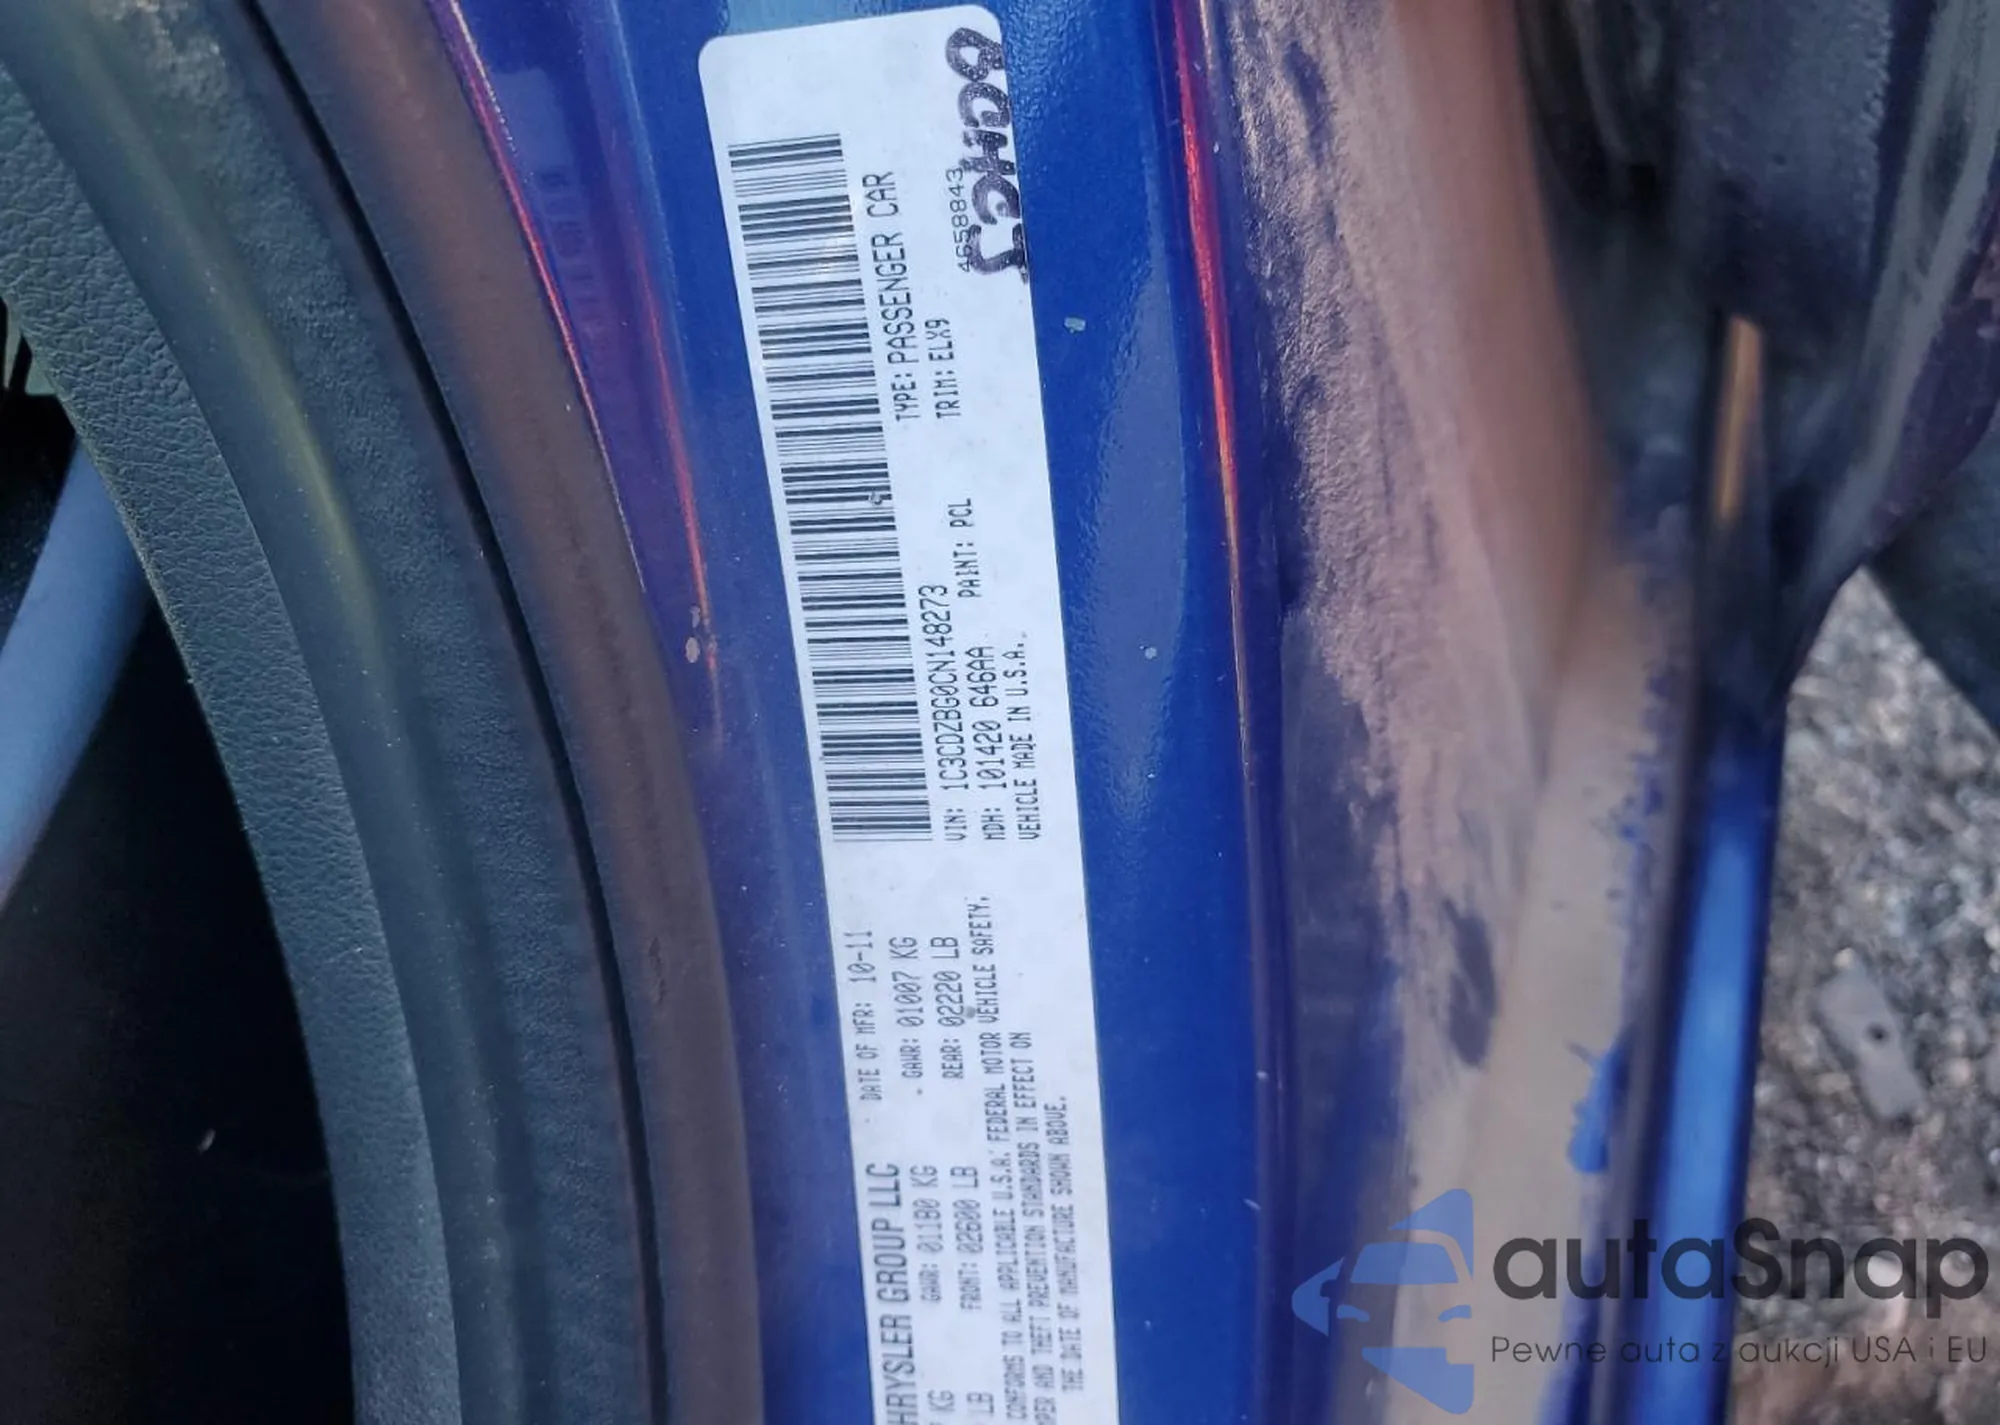 HRYSLER GROUP LLC
DATE OF MFR: 10-11
KG
GAWR: 01180 KG
GAWR: 01007 KG
LB
FRONT: 02600 LB
REAR: 02220 LB
CONFORMS TO ALL APPLICABLE U.S.A. FEDERAL MOTOR VEHICLE SAFETY,
AND THEFT PREVENTION STANDARDS IN EFFECT ON
THE DATE OF MANUFACTURE SHOWN ABOVE.
VIN: 1C3CDZBG0CN148273
TYPE: PASSENGER CAR
MDH: 101420 646AA
PAINT: PCL
TRIM: ELX9
VEHICLE MADE IN U.S.A.
4658843
autaSnap
Pewne auta z aukcji USA i EU